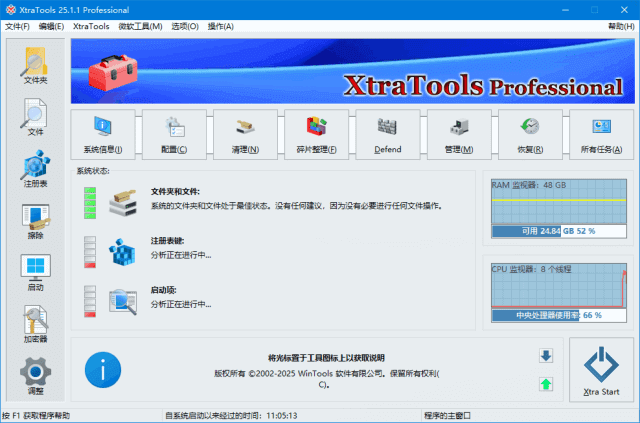 XtraTools 25.1.1 Professional
文件(F) 编辑(E) XtraTools 微软工具(M) 选项(O) 操作(A) 帮助(H)
XtraTools Professional
文件夹
文件
注册表
擦除
启动
加密器
调整
系统信息(I) 配置(C) 清理(N) 碎片整理(F) Defend 管理(M) 恢复(R) 所有任务(A)
系统状态:
文件夹和文件:
系统的文件夹和文件处于最佳状态。没有任何建议，因为没有必要进行任何文件操作。
注册表键:
分析正在进行中...
启动项:
分析正在进行中...
RAM 监视器: 48 GB
可用 24.84 GB 52 %
CPU 监视器: 8 个线程
中央处理器使用率: 66 %
将光标置于工具图标上以获取说明
版权所有 ©2002-2025 WinTools 软件有限公司。保留所有权利(
C)。
Xtra Start
按 F1 获取程序帮助 自系统启动以来经过的时间: 11:05:13 程序的主窗口